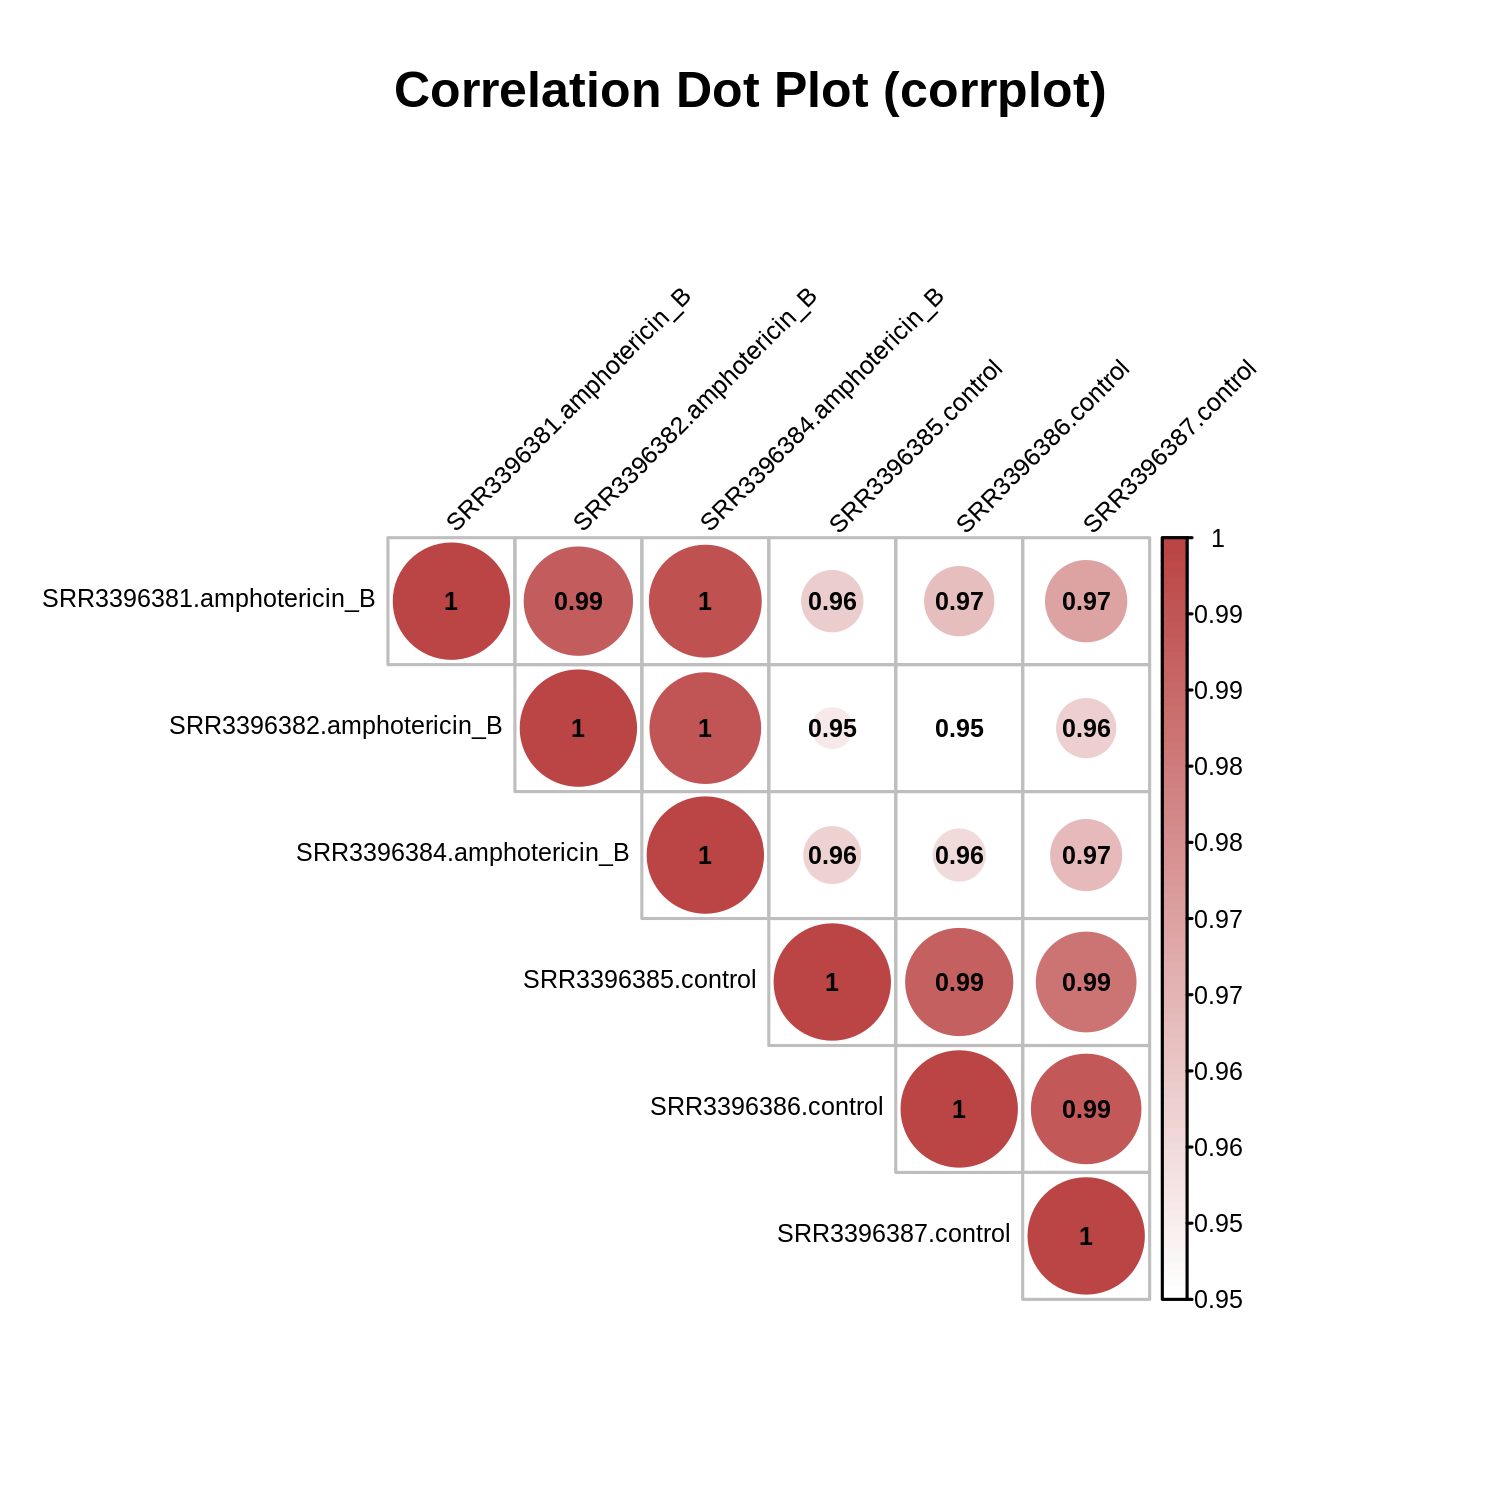 Correlation Dot Plot (corrplot)
SRR3396381.amphotericin_B
SRR3396382.amphotericin_B
SRR3396384.amphotericin_B
SRR3396385.control
SRR3396386.control
SRR3396387.control
SRR3396381.amphotericin_B 1 0.99 1 0.96 0.97 0.97
SRR3396382.amphotericin_B 1 1 0.95 0.95 0.96
SRR3396384.amphotericin_B 1 0.96 0.96 0.97
SRR3396385.control 1 0.99 0.99
SRR3396386.control 1 0.99
SRR3396387.control 1
1
0.99
0.99
0.98
0.98
0.97
0.97
0.96
0.96
0.95
0.95